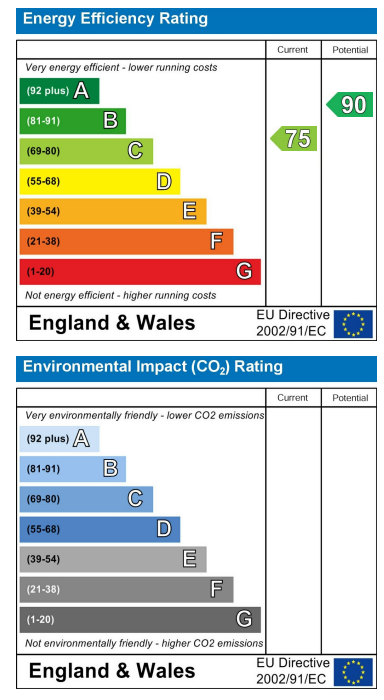 Energy Efficiency Rating
Current Potential
Very energy efficient - lower running costs
(92 plus) A
(81-91) B
(69-80) C
(55-68) D
(39-54) E
(21-38) F
(1-20) G
75
90
Not energy efficient - higher running costs
England & Wales
EU Directive
2002/91/EC
Environmental Impact (CO₂) Rating
Current Potential
Very environmentally friendly - lower CO2 emissions
(92 plus) A
(81-91) B
(69-80) C
(55-68) D
(39-54) E
(21-38) F
(1-20) G
Not environmentally friendly - higher CO2 emissions
England & Wales
EU Directive
2002/91/EC